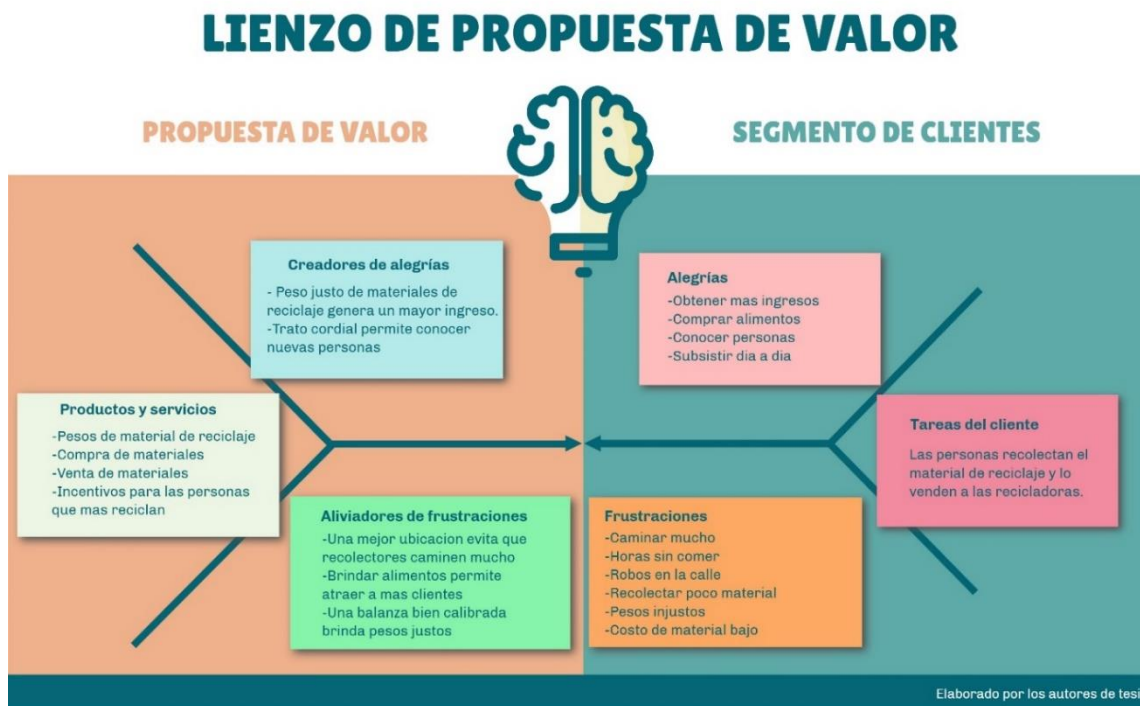 LIENZO DE PROPUESTA DE VALOR
PROPUESTA DE VALOR
SEGMENTO DE CLIENTES
Creadores de alegrías
- Peso justo de materiales de
reciclaje genera un mayor ingreso.
-Trato cordial permite conocer
nuevas personas
Alegrías
-Obtener mas ingresos
-Comprar alimentos
-Conocer personas
-Subsistir dia a dia
Productos y servicios
-Pesos de material de reciclaje
-Compra de materiales
-Venta de materiales
-Incentivos para las personas
que mas reciclan
Tareas del cliente
Las personas recolectan el
material de reciclaje y lo
venden a las recicladoras.
Aliviadores de frustraciones
-Una mejor ubicacion evita que
recolectores caminen mucho
-Brindar alimentos permite
atraer a mas clientes
-Una balanza bien calibrada
brinda pesos justos
Frustraciones
-Caminar mucho
-Horas sin comer
-Robos en la calle
-Recolectar poco material
-Pesos injustos
-Costo de material bajo
Elaborado por los autores de tesi